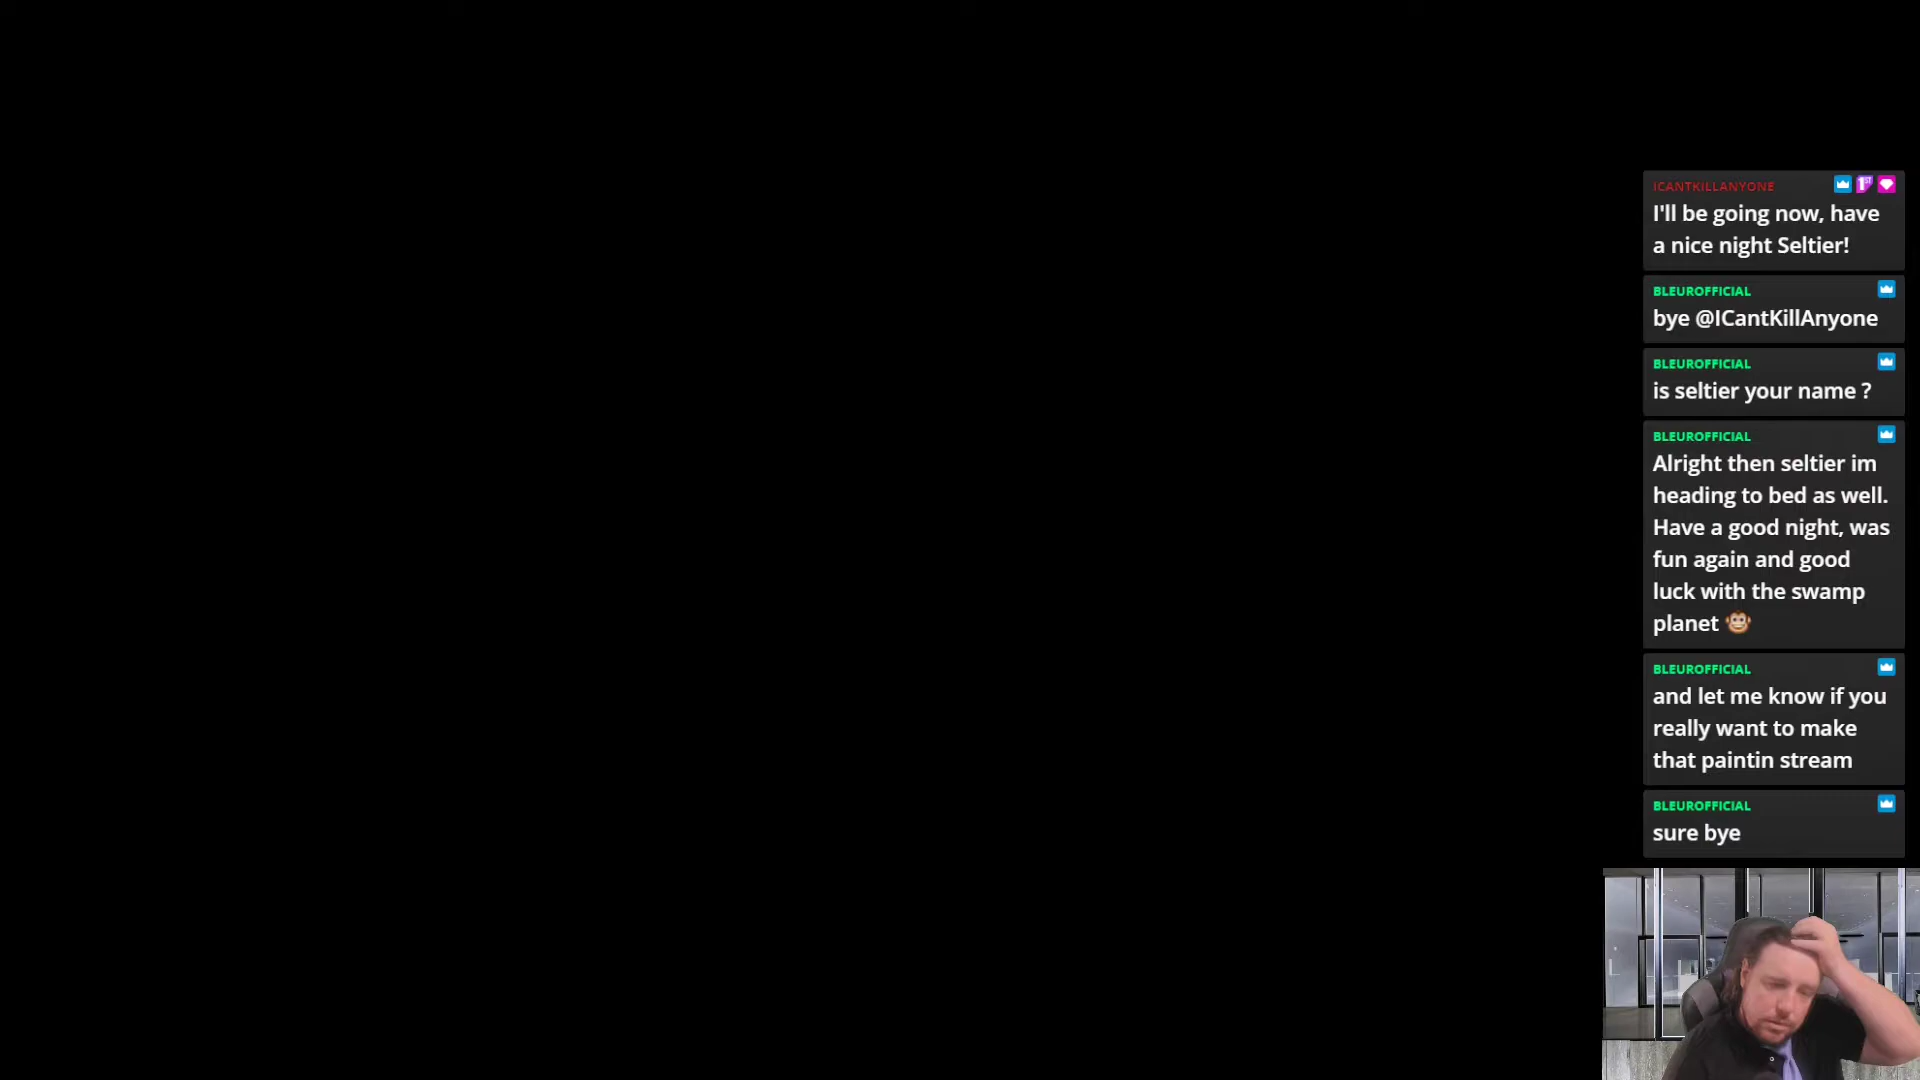 ICANTKILLANYONE
I'll be going now, have
a nice night Seltier!
BLEUROFFICIAL
bye @ICantKillAnyone
BLEUROFFICIAL
is seltier your name ?
BLEUROFFICIAL
Alright then seltier im
heading to bed as well.
Have a good night, was
fun again and good
luck with the swamp
planet 🐵
BLEUROFFICIAL
and let me know if you
really want to make
that paintin stream
BLEUROFFICIAL
sure bye